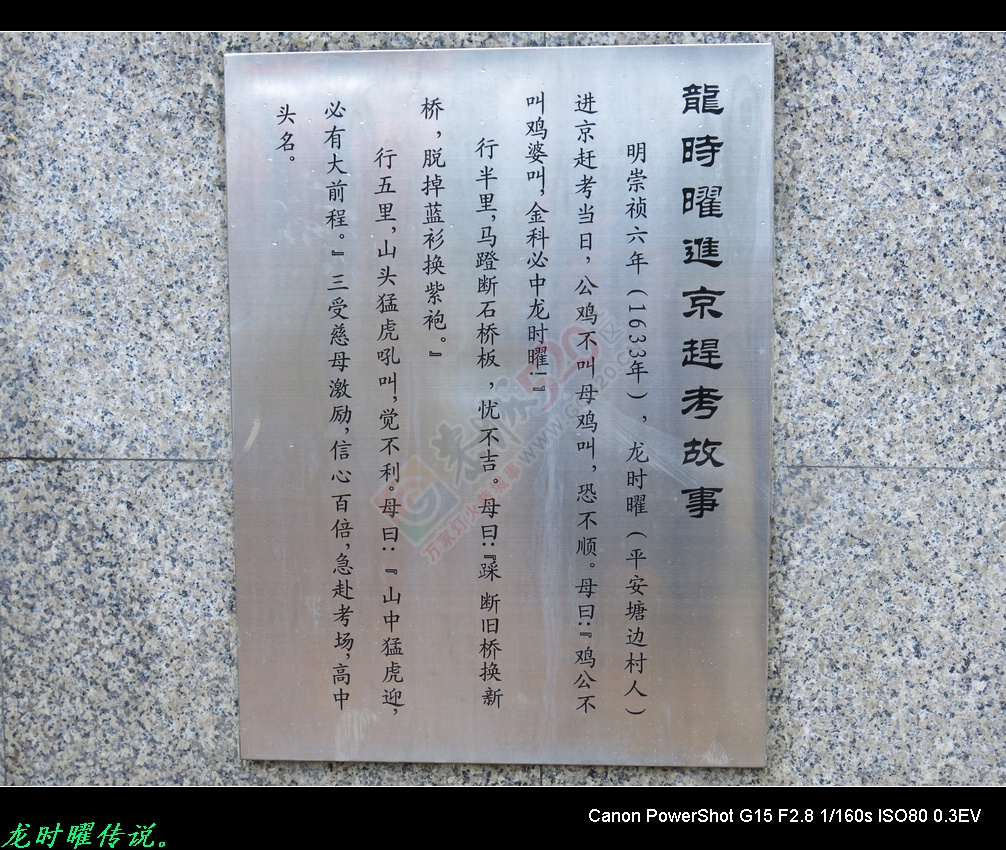 龍時曜進京趕考故事
明崇祯六年（1633年），龙时曜（平安塘边村人）
进京赶考当日，公鸡不叫母鸡叫，恐不顺。母曰：『鸡公不
叫鸡婆叫，金科必中龙时曜！』
行半里，马蹬断石桥板，忧不吉。母曰：『踩断旧桥换新
桥，脱掉蓝衫换紫袍。』
行五里，山头猛虎吼叫，觉不利。母曰：『山中猛虎迎，
必有大前程。』三受慈母激励，信心百倍，急赴考场，高中
头名。
万家灯火
Canon PowerShot G15 F2.8 1/160s ISO80 0.3EV
龙时曜传说。